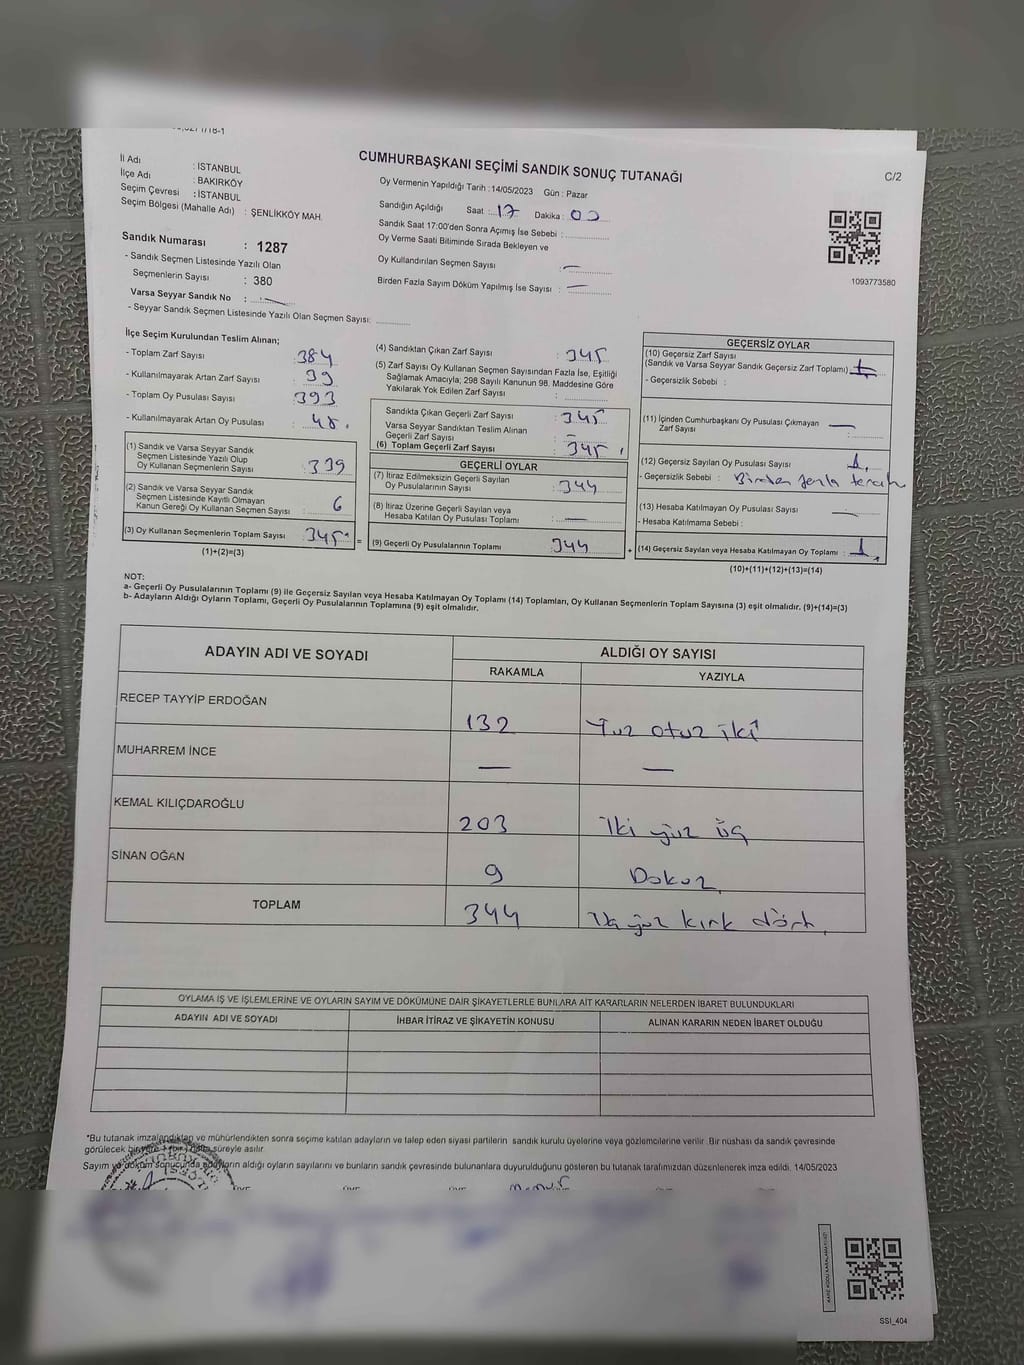 CUMHURBAŞKANI SEÇİMİ SANDIK SONUÇ TUTANAĞI
C/2
İl Adı : İSTANBUL
İlçe Adı : BAKIRKÖY
Seçim Çevresi : İSTANBUL
Seçim Bölgesi (Mahalle Adı) : ŞENLİKKÖY MAH.
Oy Vermenin Yapıldığı Tarih : 14/05/2023 Gün : Pazar
Sandığın Açıldığı Saat : 17 Dakika : 00
Sandık Saat 17:00'den Sonra Açımış İse Sebebi :
Oy Verme Saati Bitiminde Sırada Bekleyen ve
Oy Kullandırılan Seçmen Sayısı : —
Birden Fazla Sayım Döküm Yapılmış İse Sayısı : —
1093773580
Sandık Numarası : 1287
- Sandık Seçmen Listesinde Yazılı Olan
Seçmenlerin Sayısı : 380
Varsa Seyyar Sandık No : —
- Seyyar Sandık Seçmen Listesinde Yazılı Olan Seçmen Sayısı:
İlçe Seçim Kurulundan Teslim Alınan;
- Toplam Zarf Sayısı : 384
- Kullanılmayarak Artan Zarf Sayısı : 39
- Toplam Oy Pusulası Sayısı : 393
- Kullanılmayarak Artan Oy Pusulası : 48.
(1) Sandık ve Varsa Seyyar Sandık
Seçmen Listesinde Yazılı Olup
Oy Kullanan Seçmenlerin Sayısı : 339
(2) Sandık ve Varsa Seyyar Sandık
Seçmen Listesinde Kayıtlı Olmayan
Kanun Gereği Oy Kullanan Seçmen Sayısı : 6
(3) Oy Kullanan Seçmenlerin Toplam Sayısı : 345
(1)+(2)=(3)
=
(4) Sandıktan Çıkan Zarf Sayısı : 345
(5) Zarf Sayısı Oy Kullanan Seçmen Sayısından Fazla İse, Eşitliği
Sağlamak Amacıyla; 298 Sayılı Kanunun 98. Maddesine Göre
Yakılarak Yok Edilen Zarf Sayısı :
Sandıkta Çıkan Geçerli Zarf Sayısı : 345
Varsa Seyyar Sandıktan Teslim Alınan
Geçerli Zarf Sayısı : —
(6) Toplam Geçerli Zarf Sayısı : 345
GEÇERLİ OYLAR
(7) İtiraz Edilmeksizin Geçerli Sayılan
Oy Pusulalarının Sayısı : 344
(8) İtiraz Üzerine Geçerli Sayılan veya
Hesaba Katılan Oy Pusulası Toplamı : —
(9) Geçerli Oy Pusulalarının Toplamı : 344
+
GEÇERSİZ OYLAR
(10) Geçersiz Zarf Sayısı
(Sandık ve Varsa Seyyar Sandık Geçersiz Zarf Toplamı)
- Geçersizlik Sebebi :
(11) İçinden Cumhurbaşkanı Oy Pusulası Çıkmayan
Zarf Sayısı : —
(12) Geçersiz Sayılan Oy Pusulası Sayısı : 1.
- Geçersizlik Sebebi : Birden fazla tercih
(13) Hesaba Katılmayan Oy Pusulası Sayısı : —
- Hesaba Katılmama Sebebi :
(14) Geçersiz Sayılan veya Hesaba Katılmayan Oy Toplamı : 1.
(10)+(11)+(12)+(13)=(14)
NOT:
a- Geçerli Oy Pusulalarının Toplamı (9) ile Geçersiz Sayılan veya Hesaba Katılmayan Oy Toplamı (14) Toplamları, Oy Kullanan Seçmenlerin Toplam Sayısına (3) eşit olmalıdır. (9)+(14)=(3)
b- Adayların Aldığı Oyların Toplamı, Geçerli Oy Pusulalarının Toplamına (9) eşit olmalıdır.
ADAYIN ADI VE SOYADI ALDIĞI OY SAYISI
RAKAMLA YAZIYLA
RECEP TAYYİP ERDOĞAN 132 Yüz otuz iki
MUHARREM İNCE — —
KEMAL KILIÇDAROĞLU 203 İki yüz üç
SİNAN OĞAN 9 Dokuz
TOPLAM 344 Üç yüz kırk dört
OYLAMA İŞ VE İŞLEMLERİNE VE OYLARIN SAYIM VE DÖKÜMÜNE DAİR ŞİKAYETLERLE BUNLARA AİT KARARLARIN NELERDEN İBARET BULUNDUKLARI
ADAYIN ADI VE SOYADI İHBAR İTİRAZ VE ŞİKAYETİN KONUSU ALINAN KARARIN NEDEN İBARET OLDUĞU
*Bu tutanak imzalandıktan ve mühürlendikten sonra seçime katılan adayların ve talep eden siyasi partilerin sandık kurulu üyelerine veya gözlemcilerine verilir. Bir nüshası da sandık çevresinde
görülecek bir yere 1 (bir) hafta süreyle asılır.
Sayım ve döküm sonucunda adayların aldığı oyların sayılarını ve bunların sandık çevresinde bulunanlara duyurulduğunu gösteren bu tutanak tarafımızdan düzenlenerek imza edildi. 14/05/2023
SSI_404